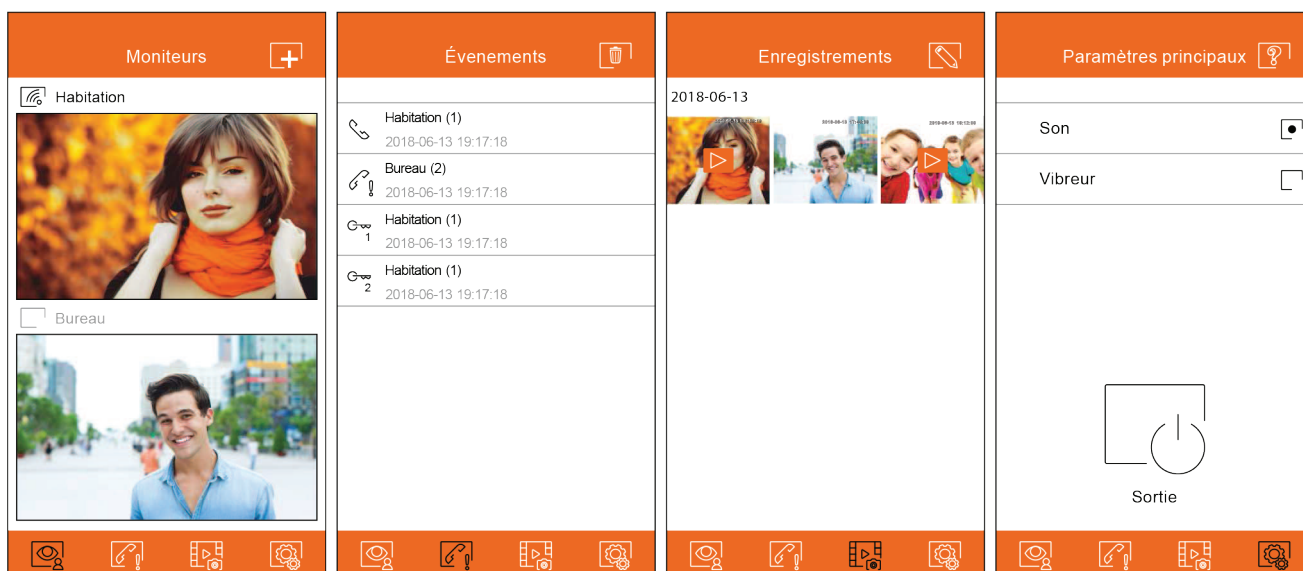 Moniteurs
Habitation
Bureau
Évenements
Habitation (1)
2018-06-13 19:17:18
Bureau (2)
2018-06-13 19:17:18
Habitation (1)
2018-06-13 19:17:18
1
Habitation (1)
2018-06-13 19:17:18
2
Enregistrements
2018-06-13
Paramètres principaux
Son
Vibreur
Sortie